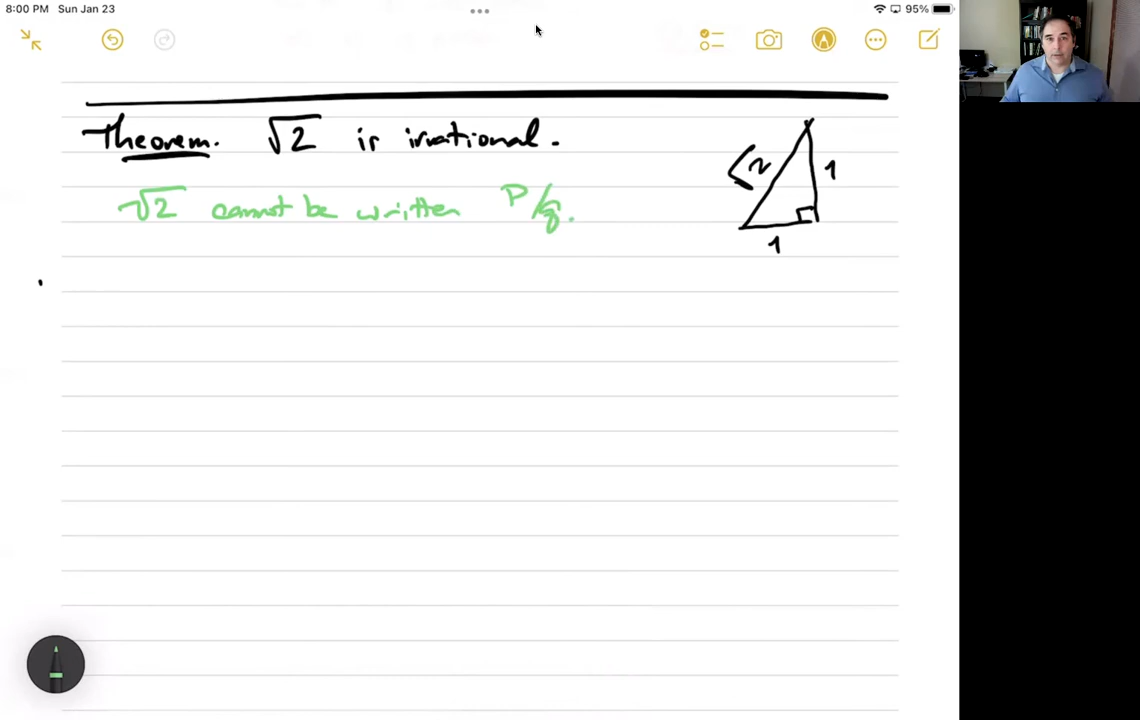 8:00 PM Sun Jan 23 95%
Theorem. √2 is irrational.
√2 cannot be written P/q.
√2
1
1